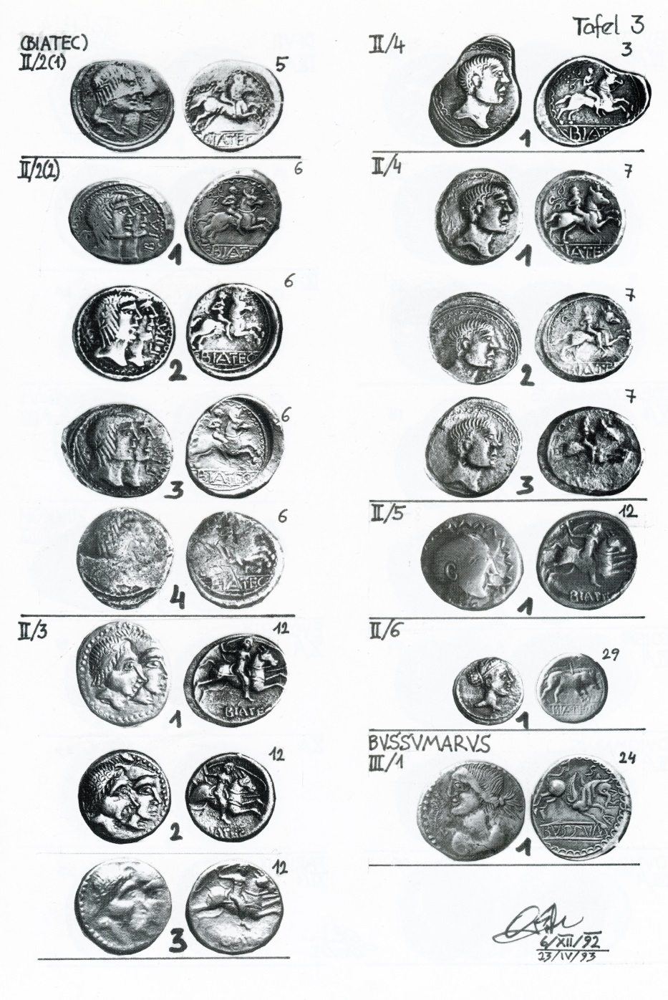 Tafel 3
(BIATEC)
II/2(1)
5
BIATEC
II/2(2)
6
1
BIA
BIAT
6
2
BIATEC
6
3
BIATEC
6
4
BIATEC
II/3
12
1
BIATE
12
2
IATE
12
3
II/4
3
1
BIAT
II/4
7
1
IATE
7
2
BIATE
7
3
II/5
12
1
BIATE
II/6
29
1
BIATE
BVSSVMARVS
III/1
24
1
6/XII/92
23/IV/93